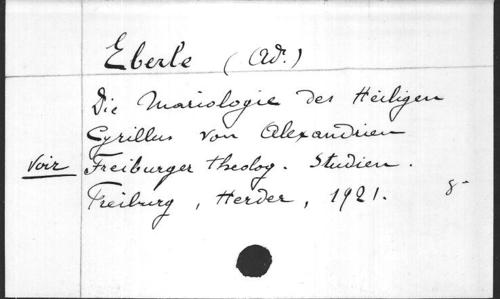 Eberle (Ad.)
Die Mariologie des Heiligen
Cyrillus von Alexandrien
voir Freiburger theolog. Studien.
Freiburg, Herder, 1921. 8-